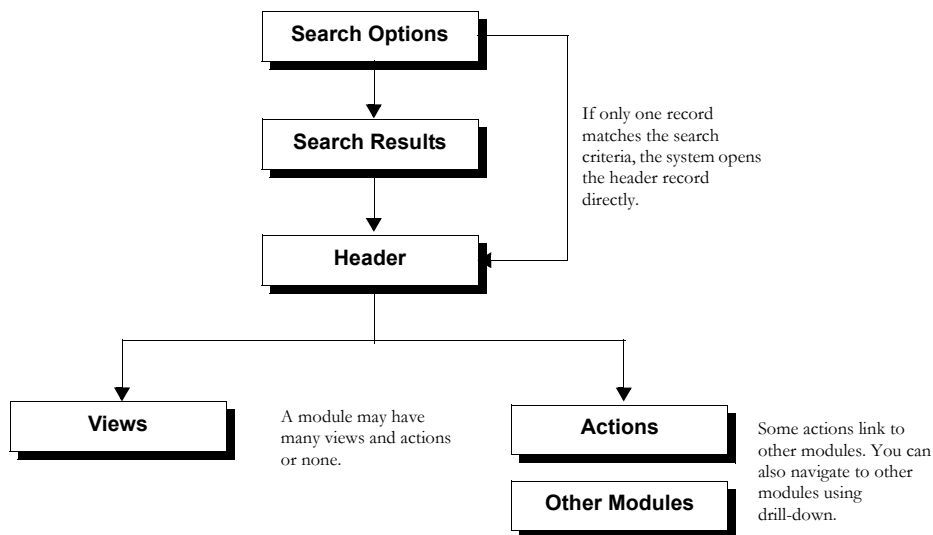 Search Options
If only one record
matches the search
criteria, the system opens
the header record
directly.
Search Results
Header
Views
A module may have
many views and actions
or none.
Actions
Some actions link to
other modules. You can
also navigate to other
modules using
drill-down.
Other Modules